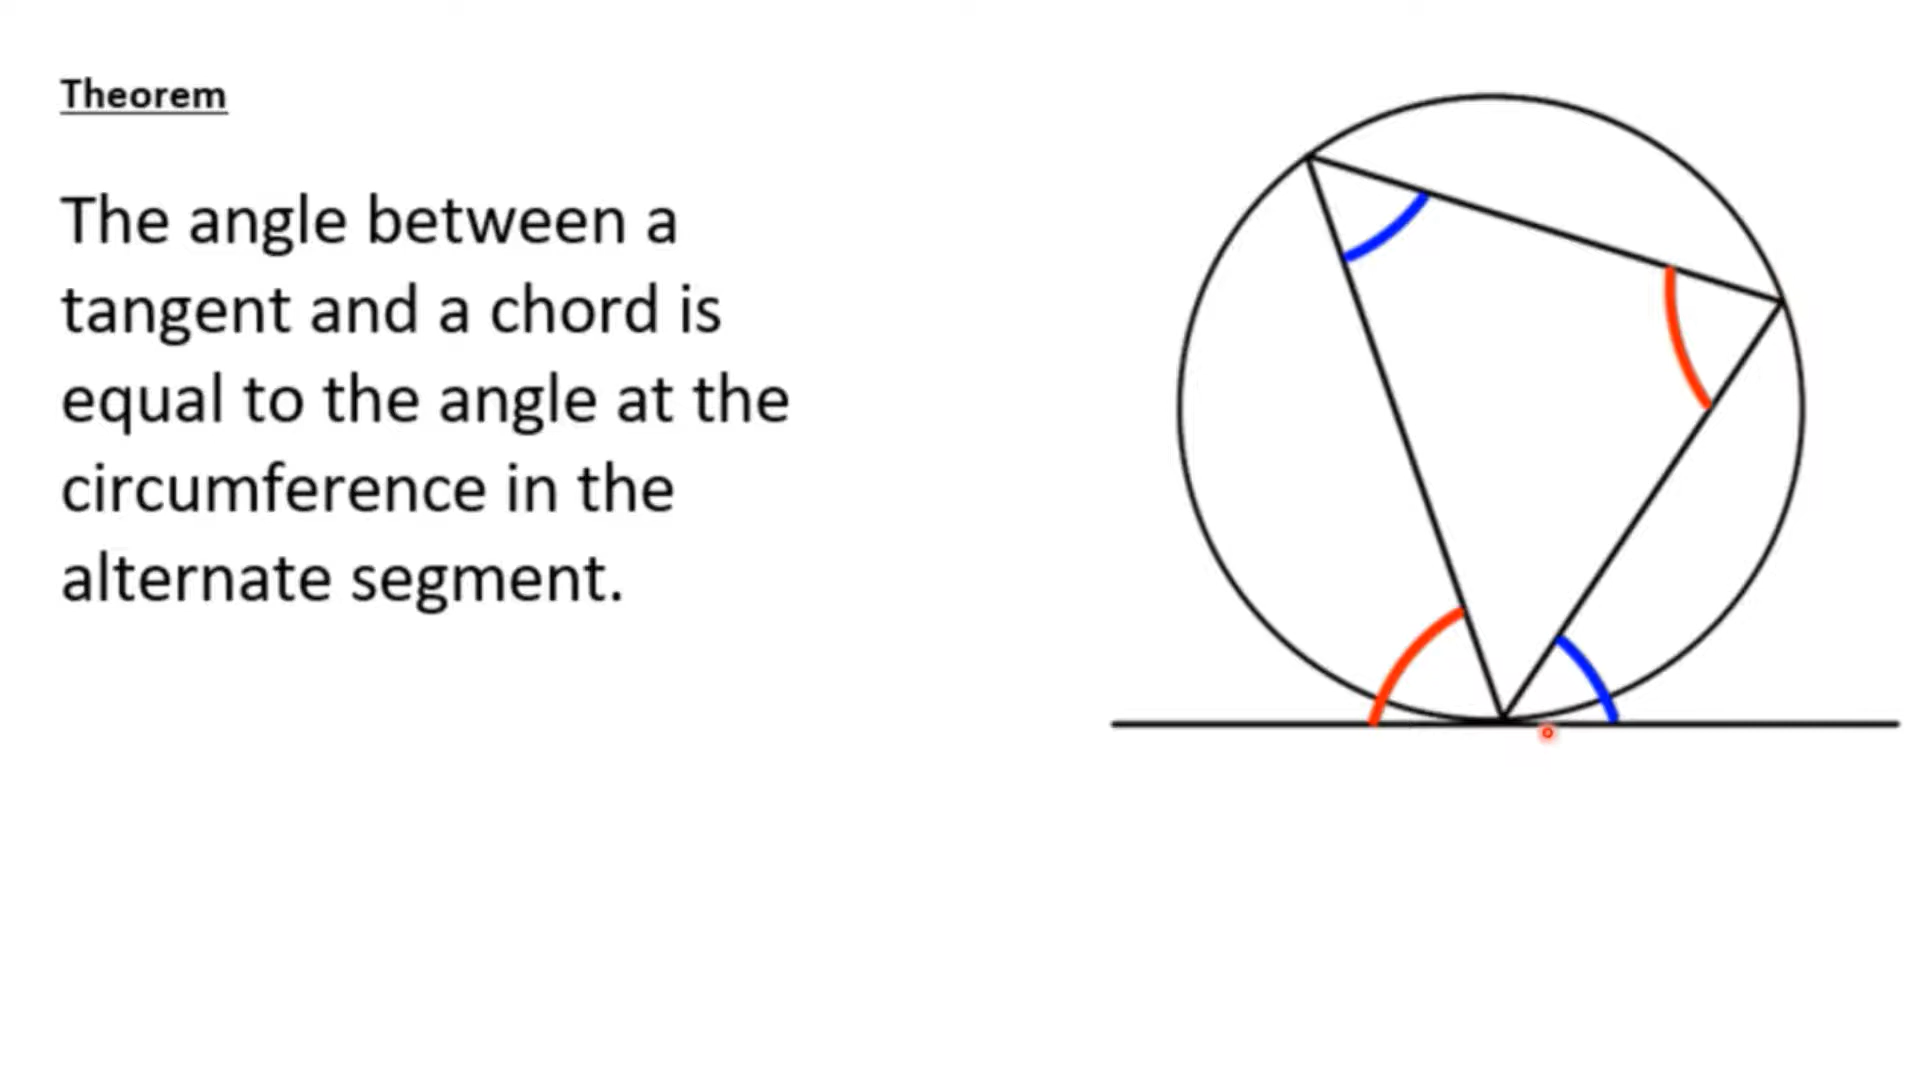 Theorem
The angle between a
tangent and a chord is
equal to the angle at the
circumference in the
alternate segment.